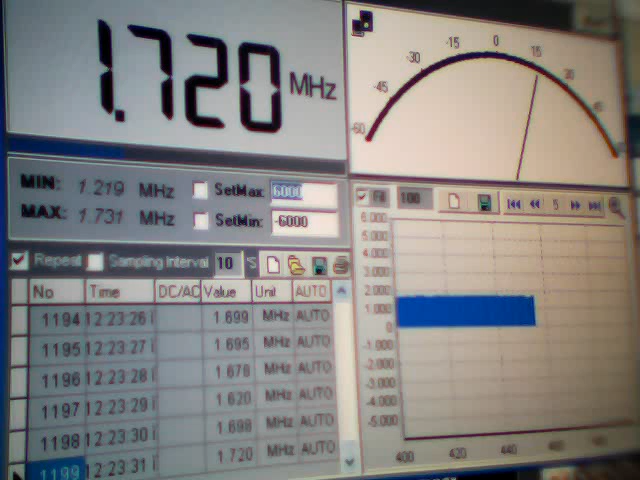 1.720 MHz
-60 -45 -30 -15 0 15 30 45
MIN: 1.219 MHz SetMax: 6000
MAX: 1.731 MHz SetMin: -6000
Repeat Sampling Interval 10 'S
No Time DC/AC Value Unit AUTO
1194 12:23:26 1.699 MHz AUTO
1195 12:23:27 1.695 MHz AUTO
1196 12:23:28 1.678 MHz AUTO
1197 12:23:29 1.620 MHz AUTO
1198 12:23:30 1.698 MHz AUTO
1199 12:23:31 1.720 MHz AUTO
100 5
6.000
5.000
4.000
3.000
2.000
1.000
0
-1.000
-2.000
-3.000
-4.000
-5.000
400 420 440